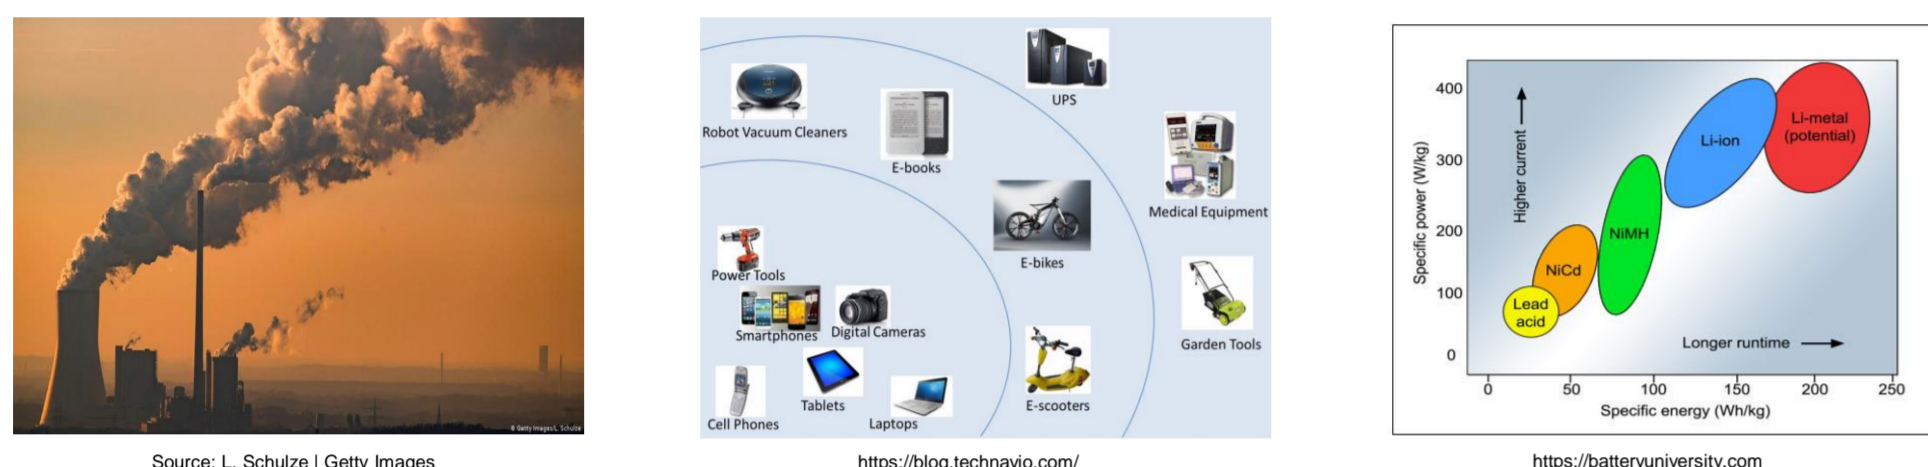 © Getty Images/L. Schulze
Source: L. Schulze | Getty Images
Robot Vacuum Cleaners
E-books
UPS
Medical Equipment
E-bikes
Power Tools
Smartphones
Digital Cameras
Garden Tools
Cell Phones
Tablets
Laptops
E-scooters
https://blog.technavio.com/
Specific power (W/kg)
400
300
200
100
0
Higher current
Li-metal
(potential)
Li-ion
NiMH
NiCd
Lead
acid
Longer runtime
0
50
100
150
200
250
Specific energy (Wh/kg)
https://batteryuniversity.com